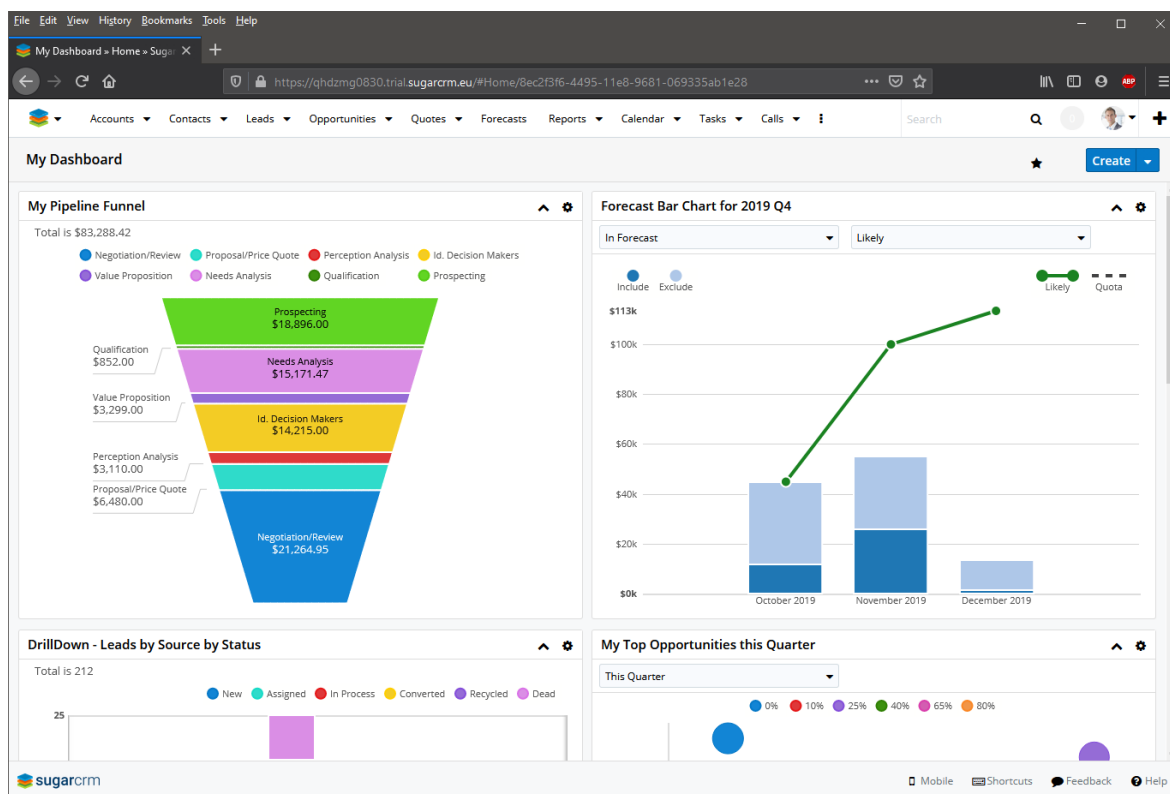 File Edit View History Bookmarks Tools Help
My Dashboard » Home » Suga
https://qhdzmg0830.trial.sugarcrm.eu/#Home/8ec2f3f6-4495-11e8-9681-069335ab1e28
ABP
Accounts Contacts Leads Opportunities Quotes Forecasts Reports Calendar Tasks Calls Search
My Dashboard
Create
My Pipeline Funnel
Total is $83,288.42
Negotiation/Review Proposal/Price Quote Perception Analysis Id. Decision Makers
Value Proposition Needs Analysis Qualification Prospecting
Prospecting
$18,896.00
Qualification
$852.00
Needs Analysis
$15,171.47
Value Proposition
$3,299.00
Id. Decision Makers
$14,215.00
Perception Analysis
$3,110.00
Proposal/Price Quote
$6,480.00
Negotiation/Review
$21,264.95
Forecast Bar Chart for 2019 Q4
In Forecast Likely
Include Exclude Likely Quota
$113k
$100k
$80k
$60k
$40k
$20k
$0k
October 2019 November 2019 December 2019
DrillDown - Leads by Source by Status
Total is 212
New Assigned In Process Converted Recycled Dead
25
My Top Opportunities this Quarter
This Quarter
0% 10% 25% 40% 65% 80%
sugarcrm
Mobile Shortcuts Feedback Help